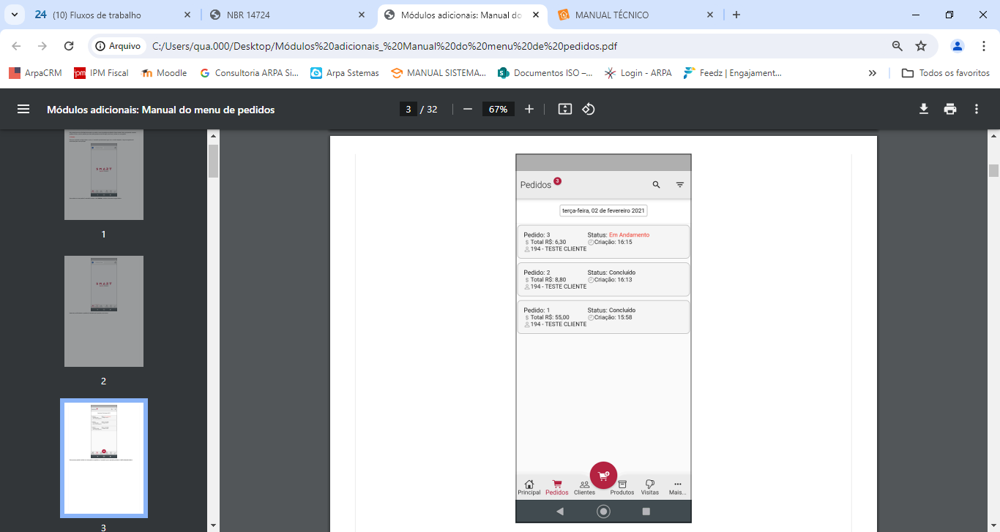 24 (10) Fluxos de trabalho
NBR 14724
Módulos adicionais: Manual do
MANUAL TÉCNICO
Arquivo
C:/Users/qua.000/Desktop/Módulos%20adicionais_%20Manual%20do%20menu%20de%20pedidos.pdf
ArpaCRM
ipm IPM Fiscal
Moodle
Consultoria ARPA Si...
Arpa Sstemas
MANUAL SISTEMA...
Documentos ISO –...
Login - ARPA
Feedz | Engajament...
Todos os favoritos
Módulos adicionais: Manual do menu de pedidos
3 / 32
67%
SMART
1
SMART
2
3
Pedidos 3
terça-feira, 02 de fevereiro 2021
Pedido: 3 Status: Em Andamento
$ Total R$: 6,30 Criação: 16:15
194 - TESTE CLIENTE
Pedido: 2 Status: Concluído
$ Total R$: 8,80 Criação: 16:13
194 - TESTE CLIENTE
Pedido: 1 Status: Concluído
$ Total R$: 55,00 Criação: 15:58
194 - TESTE CLIENTE
Principal
Pedidos
Clientes
Produtos
Visitas
Mais...